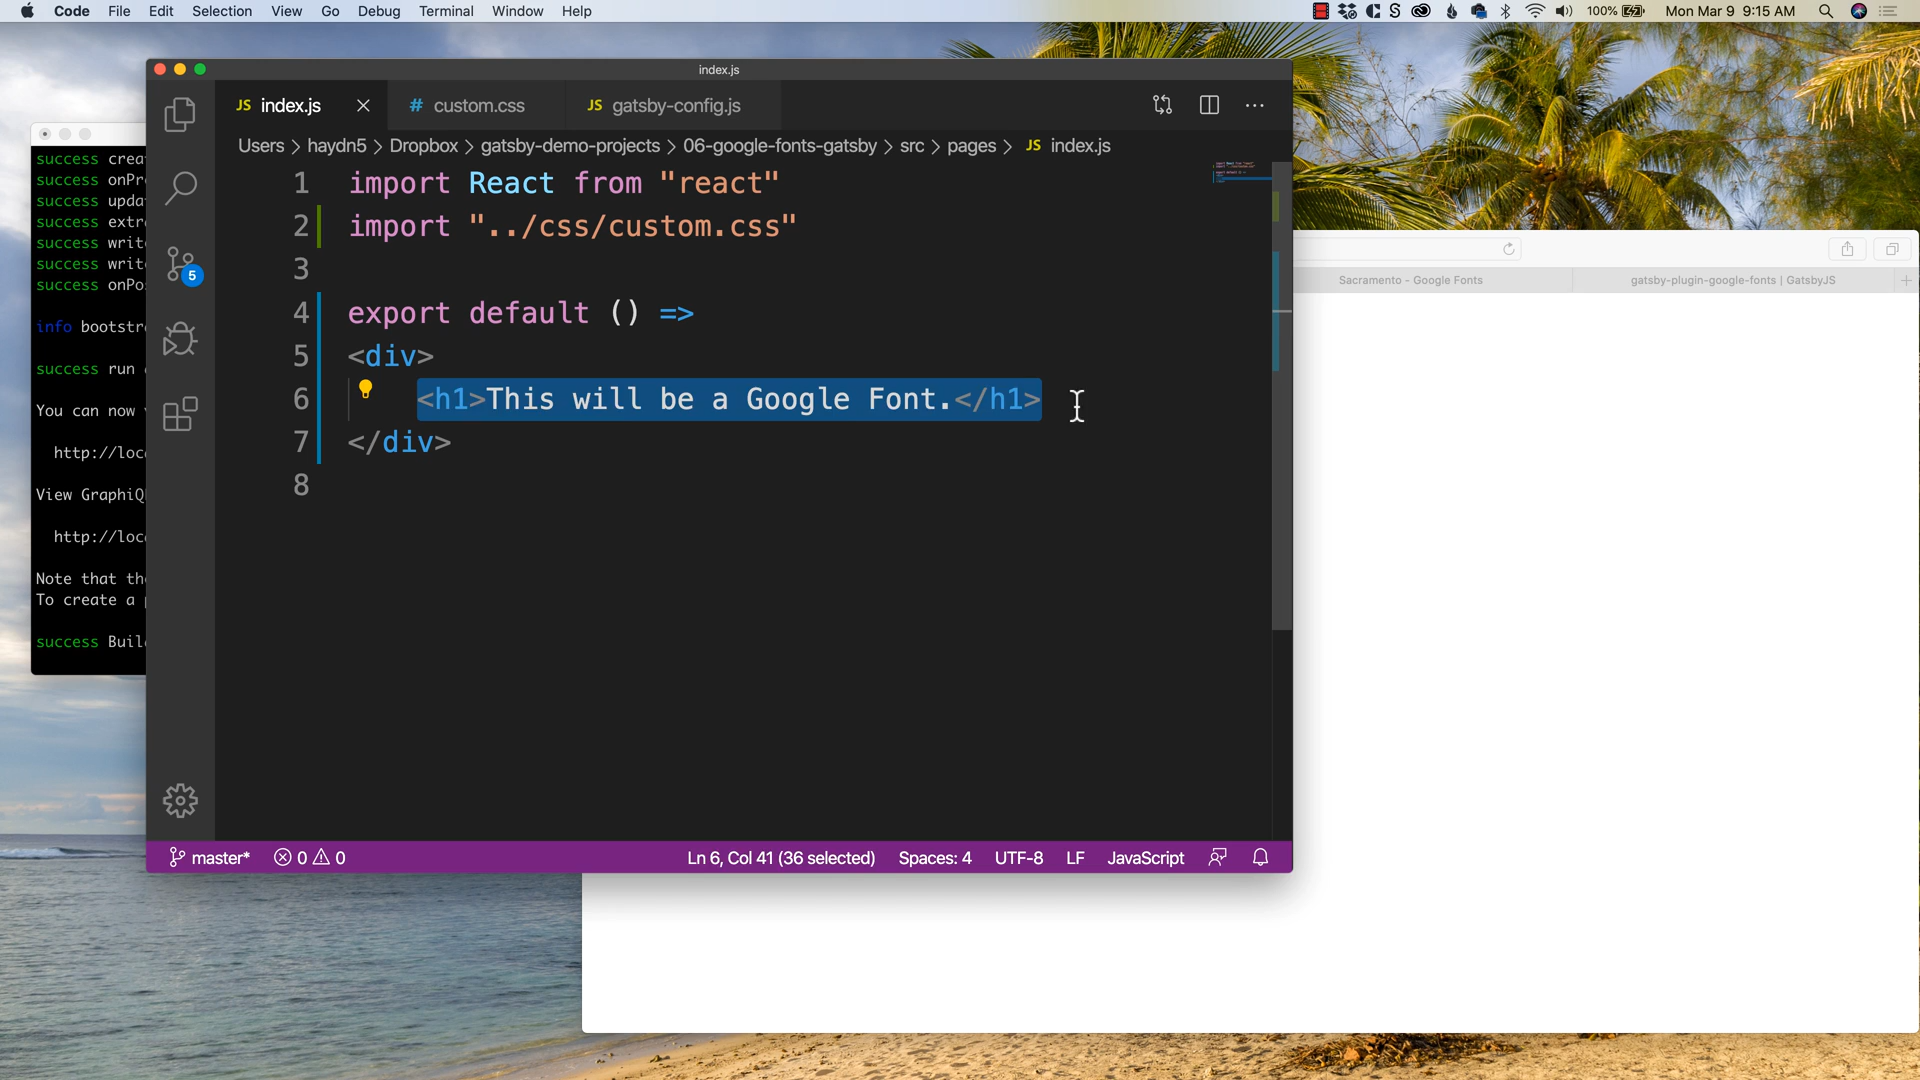 Code File Edit Selection View Go Debug Terminal Window Help
100% Mon Mar 9 9:15 AM
index.js
JS index.js
# custom.css
JS gatsby-config.js
Users > haydn5 > Dropbox > gatsby-demo-projects > 06-google-fonts-gatsby > src > pages > JS index.js
1 import React from "react"
2 import "../css/custom.css"
3
4 export default () =>
5 <div>
6 <h1>This will be a Google Font.</h1>
7 </div>
8
5
master* 0 0 Ln 6, Col 41 (36 selected) Spaces: 4 UTF-8 LF JavaScript
success crea
success onPr
success upda
success extr
success write
success write
success onPo
info bootstr
success run
You can now
http://loc
View GraphiQ
http://loc
Note that th
To create a
success Buil
Sacramento - Google Fonts
gatsby-plugin-google-fonts | GatsbyJS